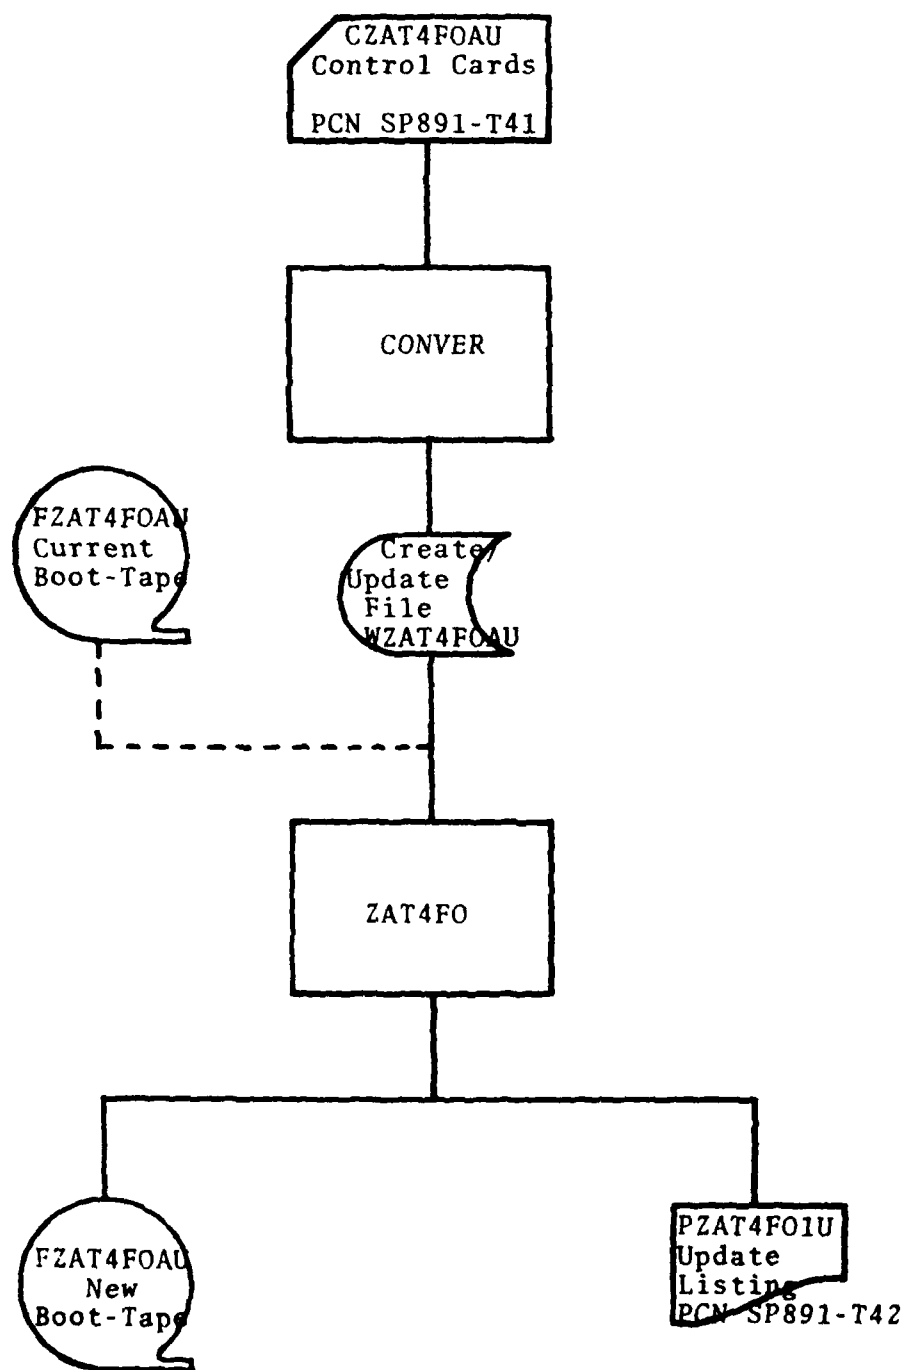 CZAT4FOAU
Control Cards
PCN SP891-T41
CONVER
FZAT4FOAU
Current
Boot-Tape
Create/
Update
File
WZAT4FOAU
ZAT4FO
FZAT4FOAU
New
Boot-Tape
PZAT4FO1U
Update
Listing
PCN SP891-T42